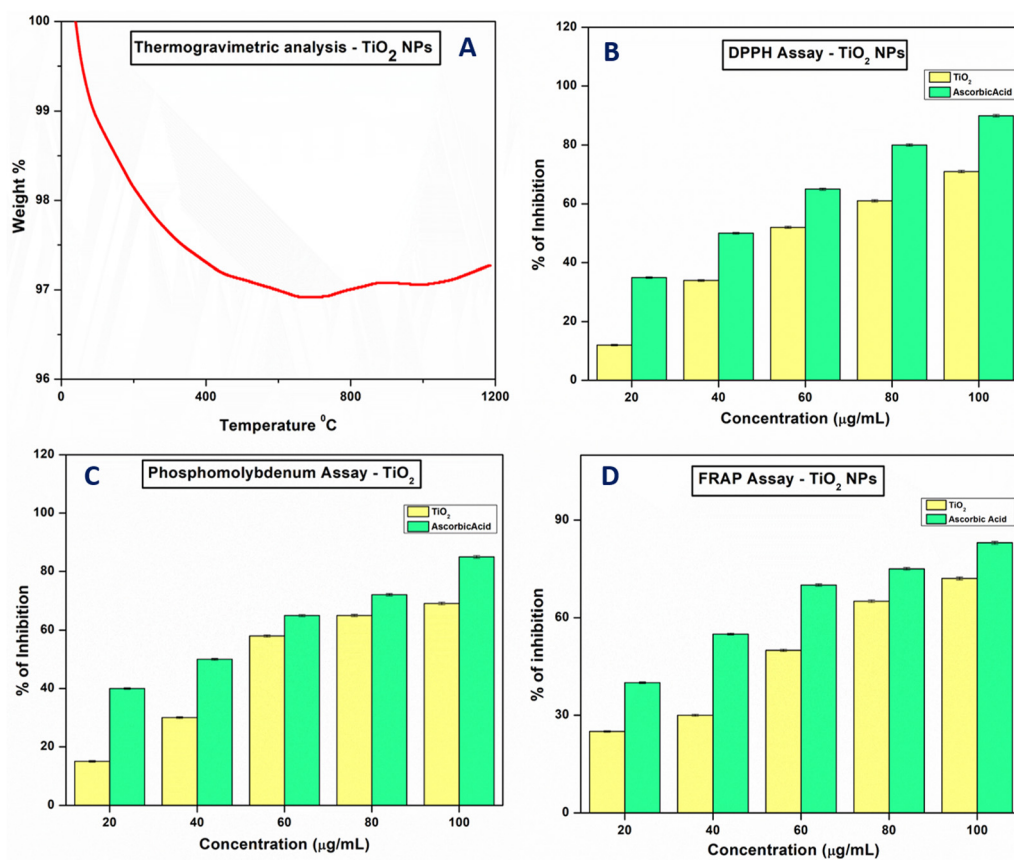 Thermogravimetric analysis - TiO₂ NPs
A
Weight %
100
99
98
97
96
0
400
800
1200
Temperature ⁰C
DPPH Assay - TiO₂ NPs
B
TiO₂
AscorbicAcid
% of Inhibition
120
100
80
60
40
20
0
20
40
60
80
100
Concentration (μg/mL)
C
Phosphomolybdenum Assay - TiO₂
TiO₂
AscorbicAcid
% of Inhibition
120
100
80
60
40
20
0
20
40
60
80
100
Concentration (μg/mL)
D
FRAP Assay - TiO₂ NPs
TiO₂
Ascorbic Acid
% of inhibition
90
60
30
0
20
40
60
80
100
Concentration (μg/mL)